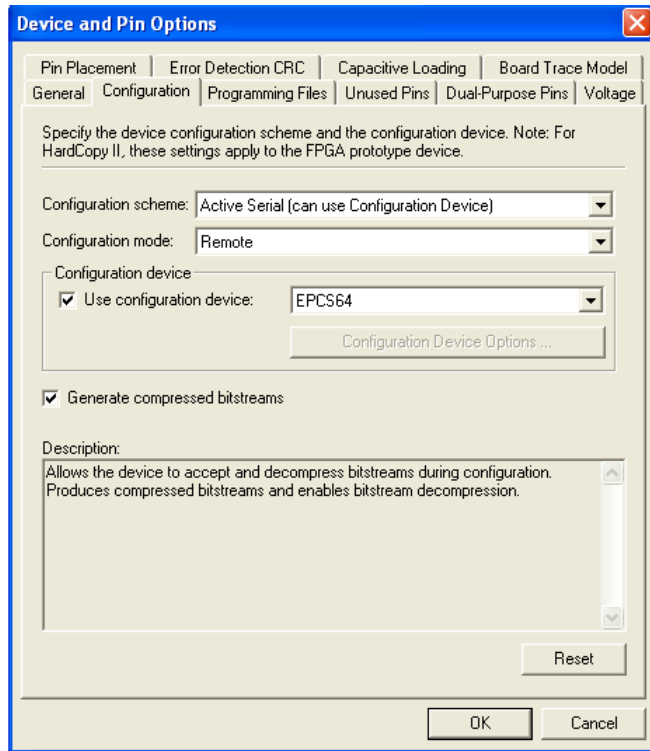 Device and Pin Options
Pin Placement Error Detection CRC Capacitive Loading Board Trace Model
General Configuration Programming Files Unused Pins Dual-Purpose Pins Voltage
Specify the device configuration scheme and the configuration device. Note: For
HardCopy II, these settings apply to the FPGA prototype device.
Configuration scheme: Active Serial (can use Configuration Device)
Configuration mode: Remote
Configuration device
Use configuration device: EPCS64
Configuration Device Options ...
Generate compressed bitstreams
Description:
Allows the device to accept and decompress bitstreams during configuration.
Produces compressed bitstreams and enables bitstream decompression.
Reset
OK Cancel